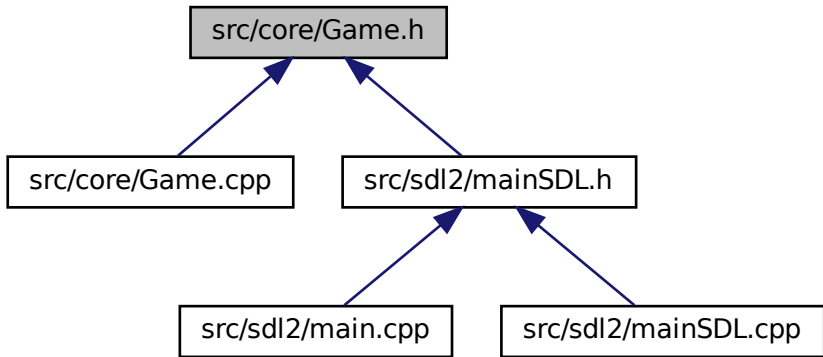 src/core/Game.h
src/core/Game.cpp
src/sdl2/mainSDL.h
src/sdl2/main.cpp
src/sdl2/mainSDL.cpp